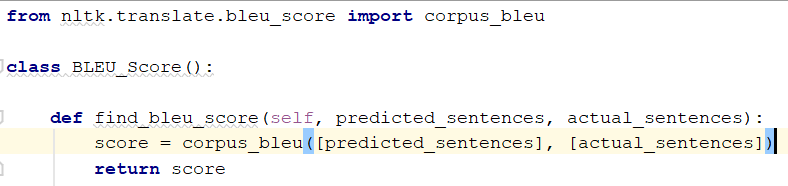 from nltk.translate.bleu_score import corpus_bleu
class BLEU_Score():
def find_bleu_score(self, predicted_sentences, actual_sentences):
score = corpus_bleu([predicted_sentences], [actual_sentences])
return score